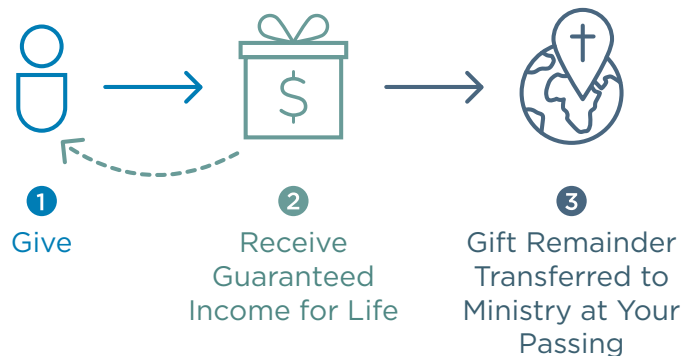 $
1
Give
2
Receive
Guaranteed
Income for Life
3
Gift Remainder
Transferred to
Ministry at Your
Passing